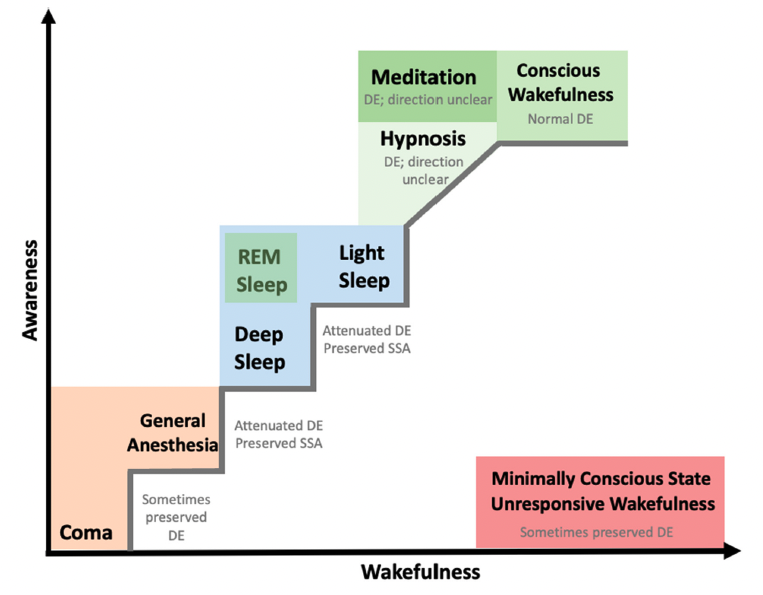 Meditation
DE; direction unclear
Conscious
Wakefulness
Normal DE
Hypnosis
DE; direction
unclear
REM
Sleep
Light
Sleep
Deep
Sleep
Attenuated DE
Preserved SSA
General
Anesthesia
Attenuated DE
Preserved SSA
Coma
Sometimes
preserved
DE
Minimally Conscious State
Unresponsive Wakefulness
Sometimes preserved DE
Awareness
Wakefulness